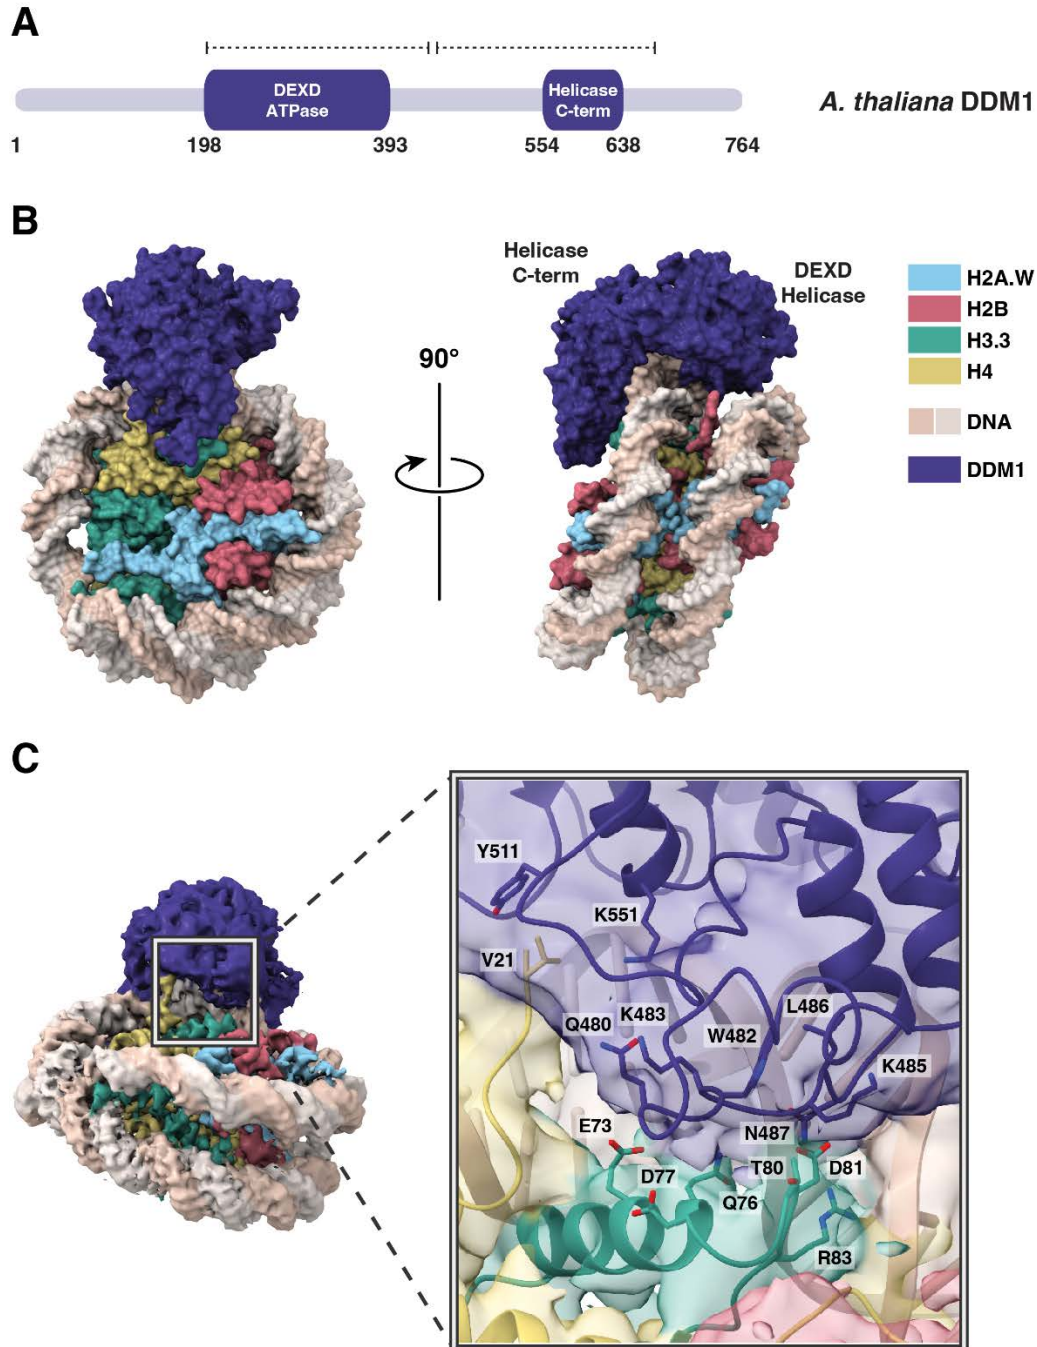 A
DEXD
ATPase
Helicase
C-term
A. thaliana DDM1
1
198
393
554
638
764
B
Helicase
C-term
DEXD
Helicase
90°
H2A.W
H2B
H3.3
H4
DNA
DDM1
C
Y511
K551
V21
Q480
K483
W482
L486
K485
E73
N487
D77
T80
D81
Q76
R83